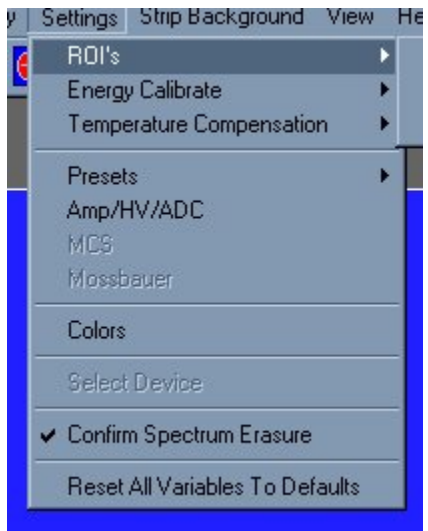 Settings Strip Background View He
ROI's
Energy Calibrate
Temperature Compensation
Presets
Amp/HV/ADC
MCS
Mossbauer
Colors
Select Device
Confirm Spectrum Erasure
Reset All Variables To Defaults